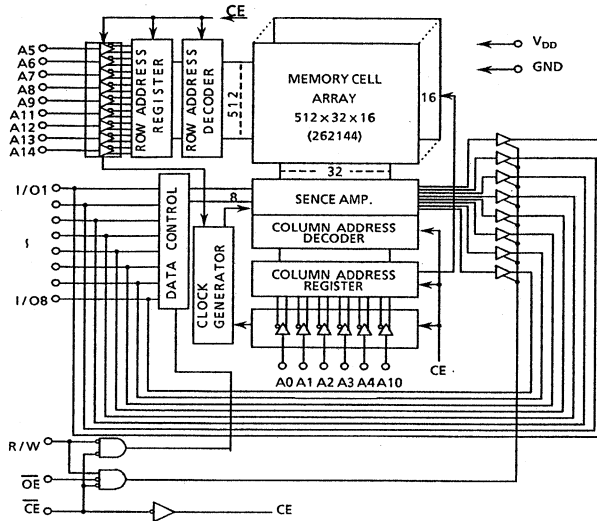 CE
A5
A6
A7
A8
A9
A11
A12
A13
A14
ROW ADDRESS REGISTER
ROW ADDRESS DECODER
512
MEMORY CELL
ARRAY
512 x 32 x 16
(262144)
16
VDD
GND
32
I/O1
I/O8
DATA CONTROL
8
CLOCK GENERATOR
SENCE AMP.
COLUMN ADDRESS
DECODER
COLUMN ADDRESS
REGISTER
A0 A1 A2 A3 A4 A10
CE
R/W
OE
CE
CE